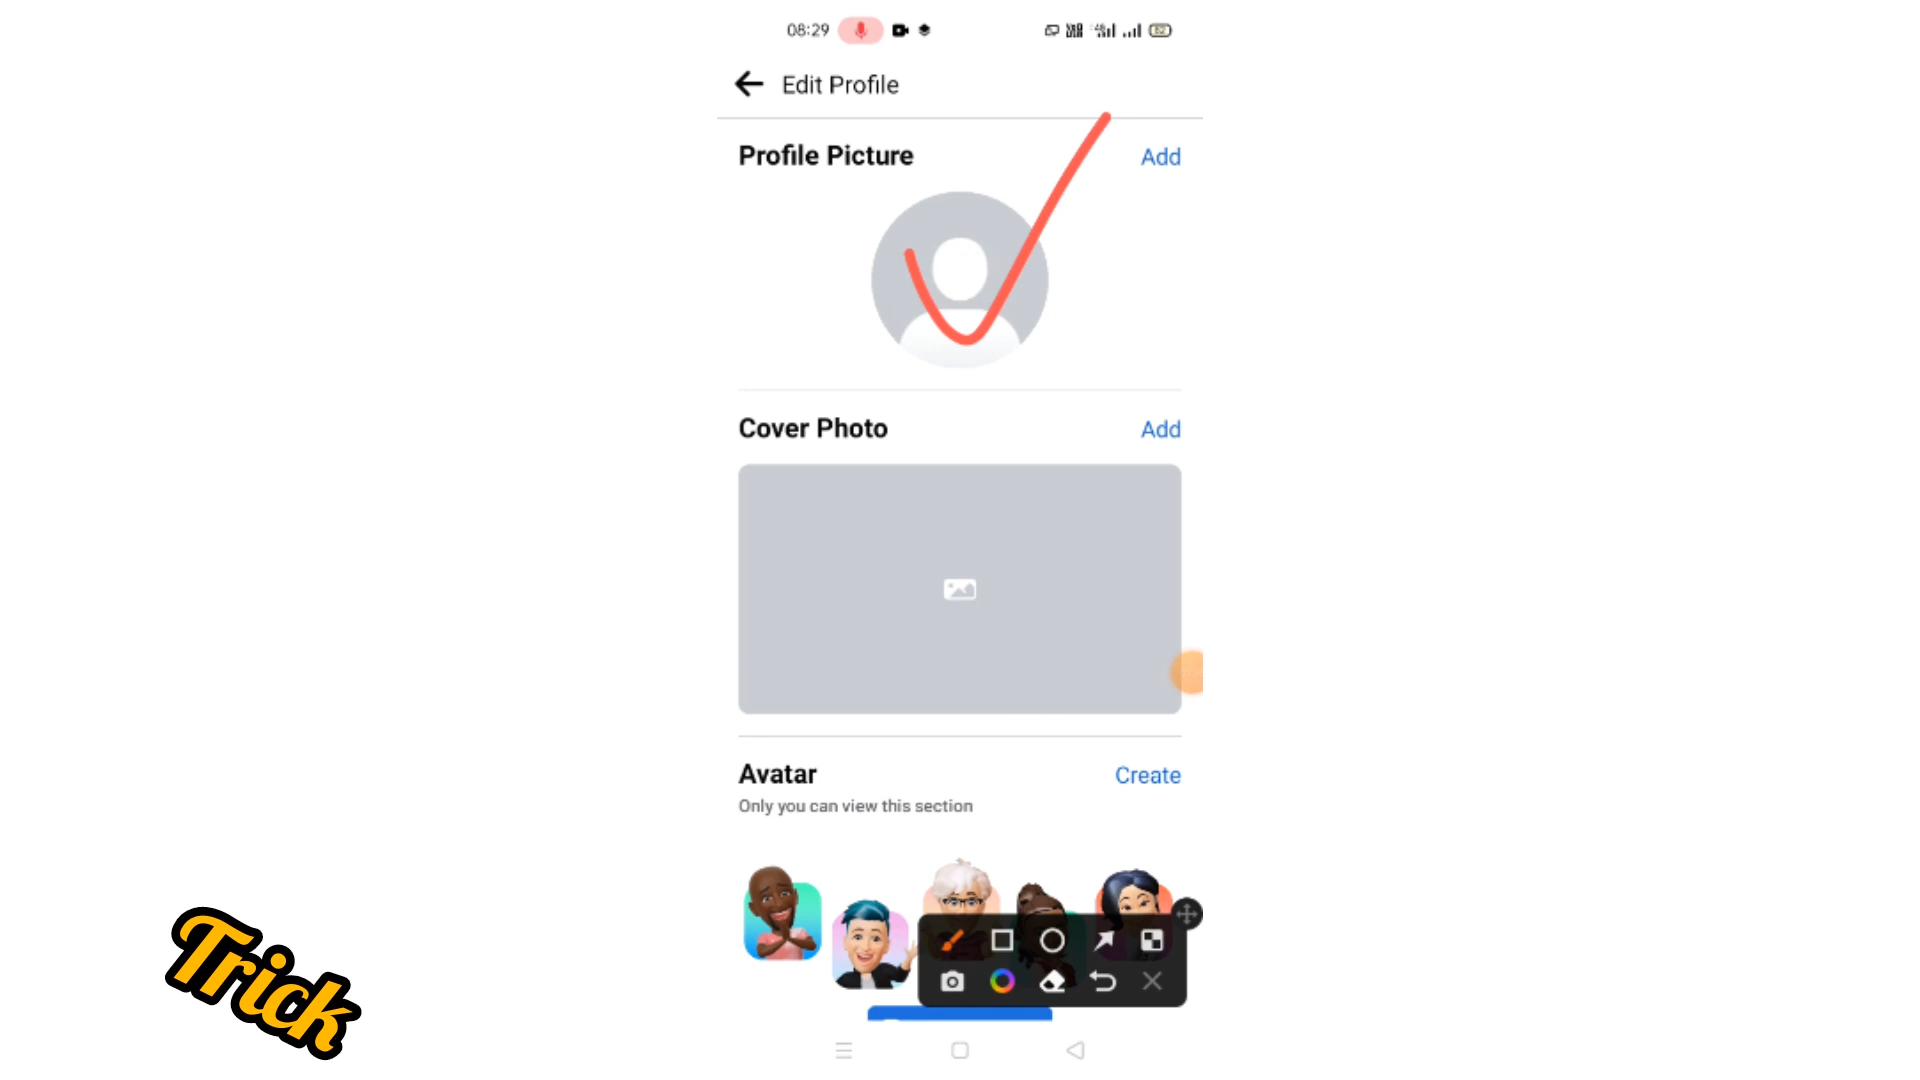 08:29
Edit Profile
Profile Picture
Add
Cover Photo
Add
Avatar
Create
Only you can view this section
Trick